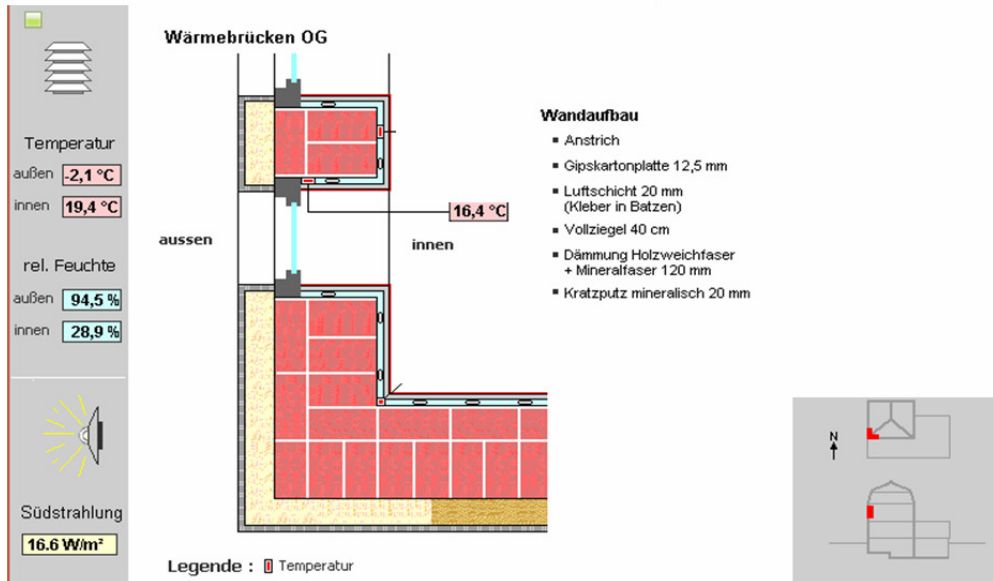 Wärmebrücken OG
Temperatur
außen -2,1 °C
innen 19,4 °C
rel. Feuchte
außen 94,5 %
innen 28,9 %
Südstrahlung
16.6 W/m²
aussen
innen
16,4 °C
Wandaufbau
▪ Anstrich
▪ Gipskartonplatte 12,5 mm
▪ Luftschicht 20 mm
(Kleber in Batzen)
▪ Vollziegel 40 cm
▪ Dämmung Holzweichfaser
+ Mineralfaser 120 mm
▪ Kratzputz mineralisch 20 mm
N
Legende : Temperatur